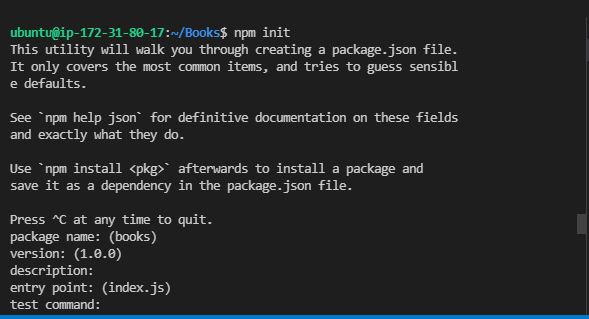 ubuntu@ip-172-31-80-17:~/Books$ npm init
This utility will walk you through creating a package.json file.
It only covers the most common items, and tries to guess sensibl
e defaults.

See `npm help json` for definitive documentation on these fields
and exactly what they do.

Use `npm install <pkg>` afterwards to install a package and
save it as a dependency in the package.json file.

Press ^C at any time to quit.
package name: (books)
version: (1.0.0)
description:
entry point: (index.js)
test command: